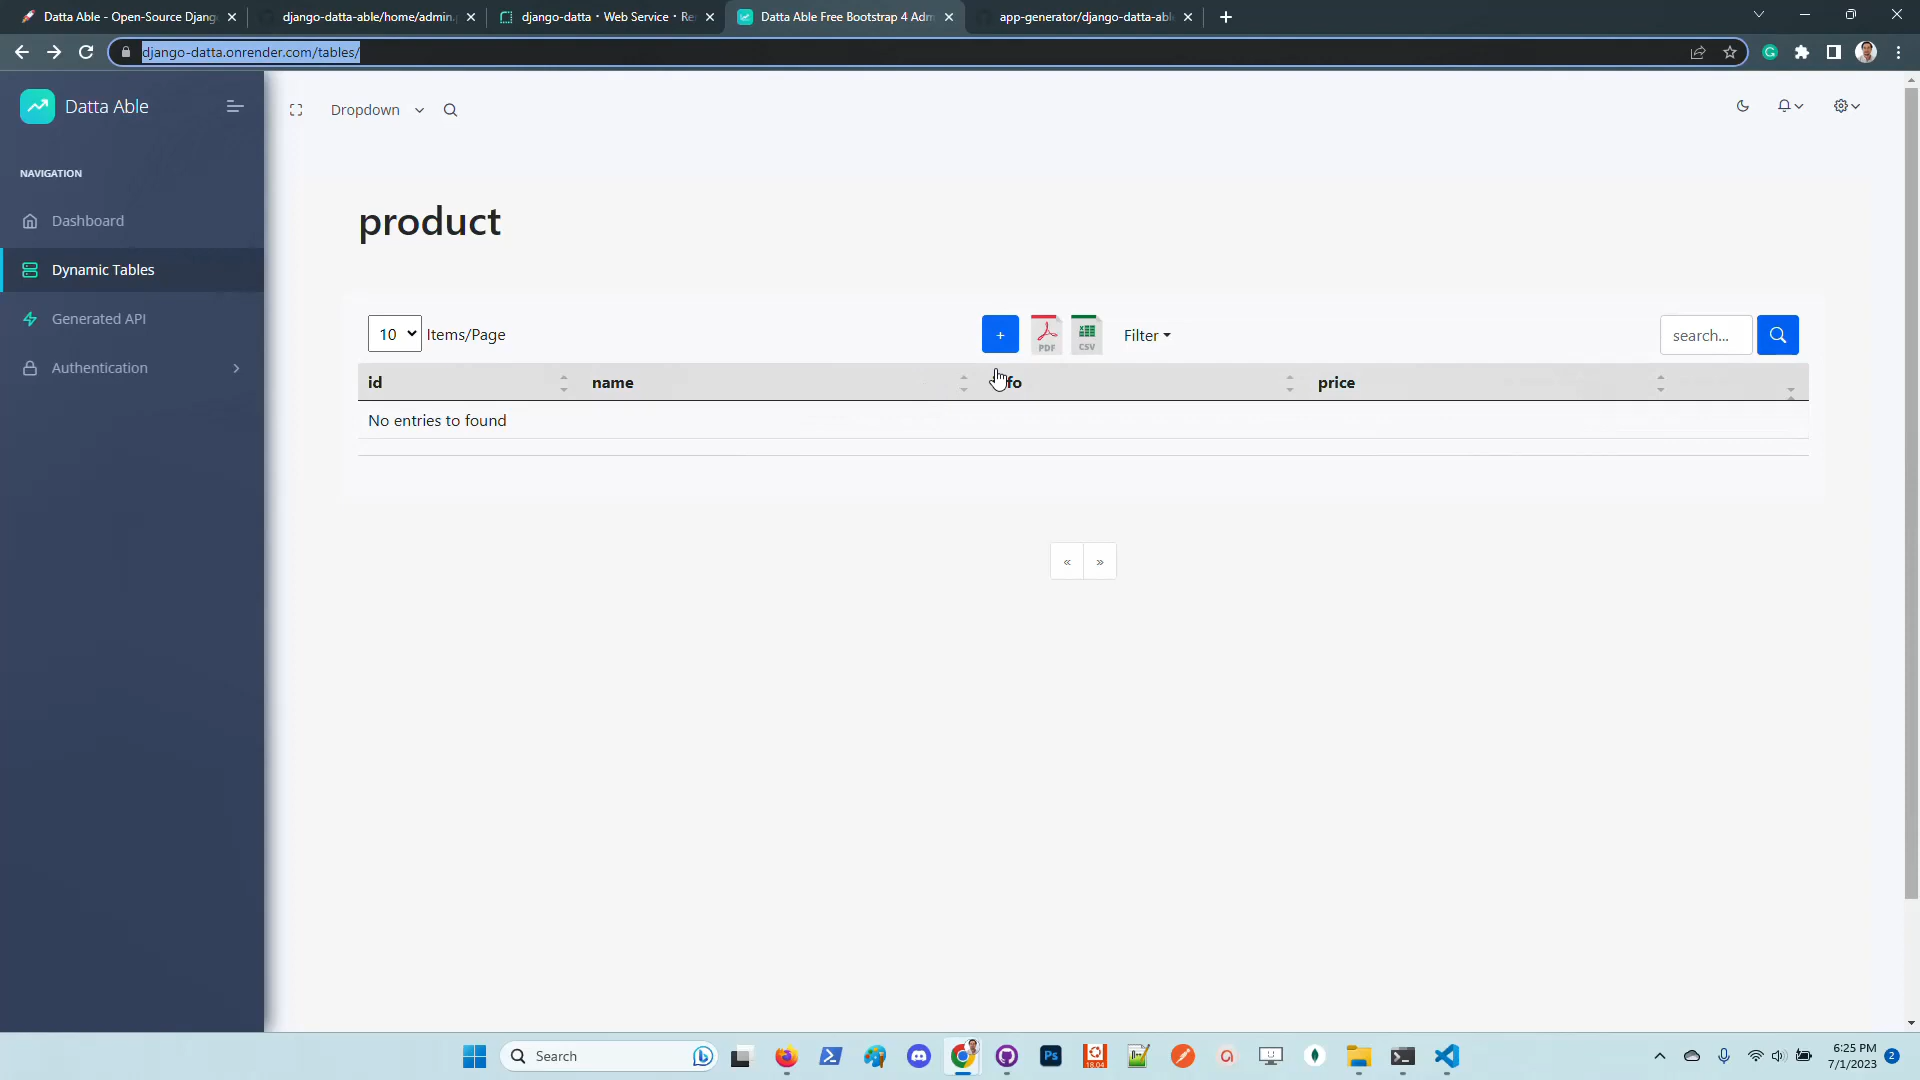 Datta Able - Open-Source Djang
django-datta-able/home/admin.
django-datta · Web Service · Re
Datta Able Free Bootstrap 4 Adm
app-generator/django-datta-abl
django-datta.onrender.com/tables/
Datta Able
Dropdown
NAVIGATION
Dashboard
Dynamic Tables
Generated API
Authentication
product
10 Items/Page
+
PDF
CSV
Filter
search...
id name fo price
No entries to found
« »
Search
Ps
18.04
6:25 PM
7/1/2023
2